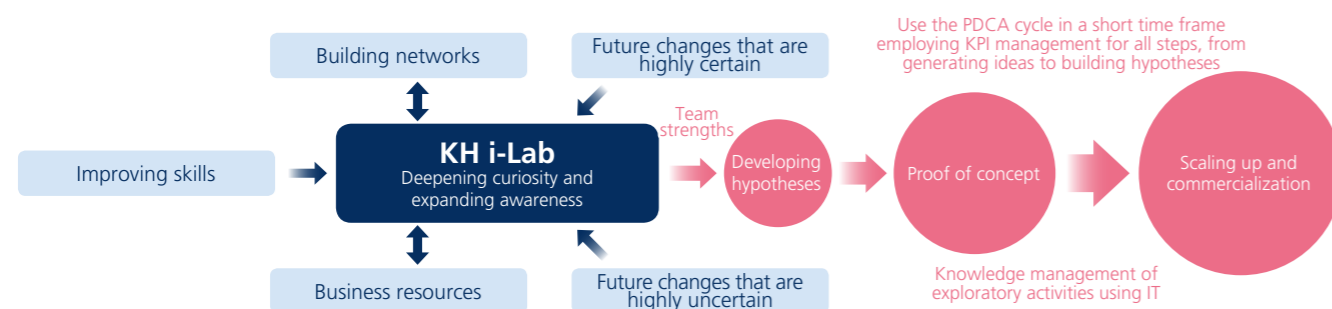 Building networks
Future changes that are
highly certain
Use the PDCA cycle in a short time frame
employing KPI management for all steps, from
generating ideas to building hypotheses
Improving skills
KH i-Lab
Deepening curiosity and
expanding awareness
Team
strengths
Developing
hypotheses
Proof of concept
Scaling up and
commercialization
Business resources
Future changes that are
highly uncertain
Knowledge management of
exploratory activities using IT